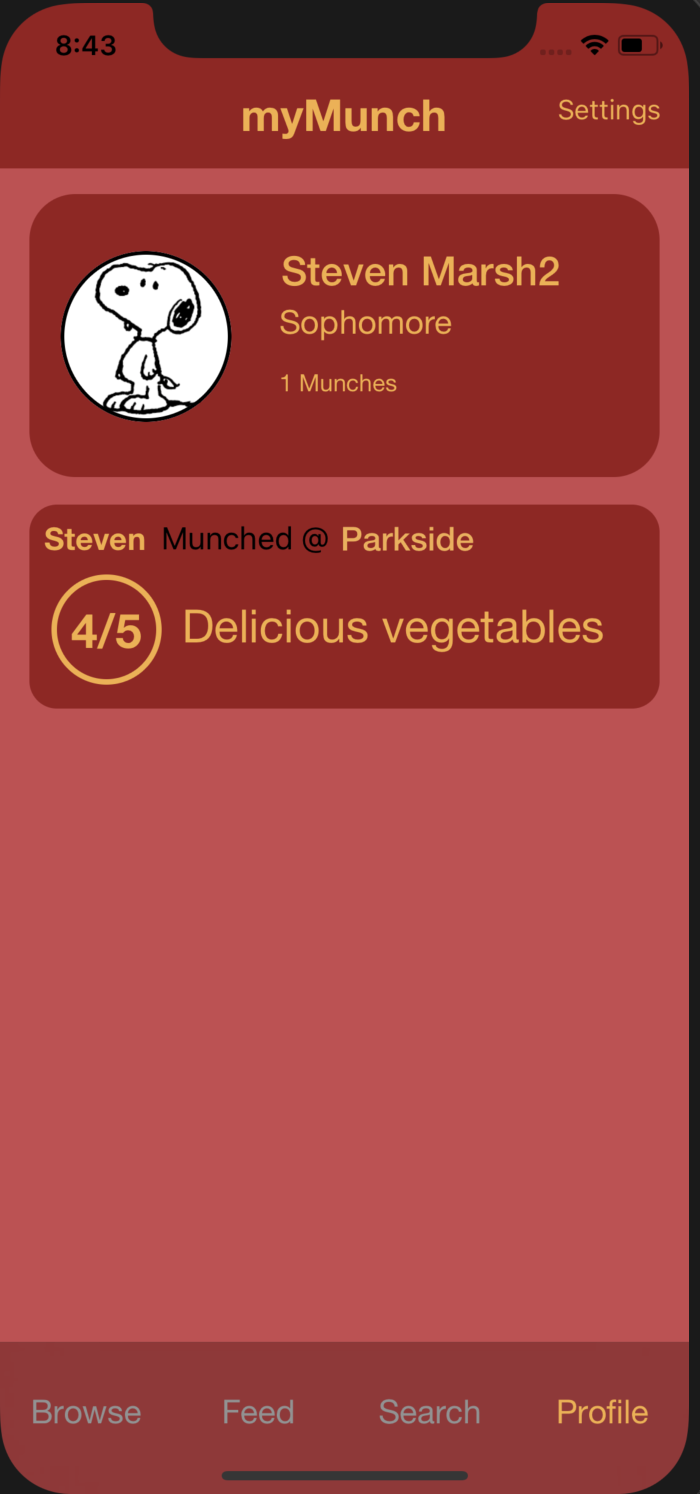 8:43
myMunch
Settings
Steven Marsh2
Sophomore
1 Munches
Steven Munched @ Parkside
4/5 Delicious vegetables
Browse Feed Search Profile